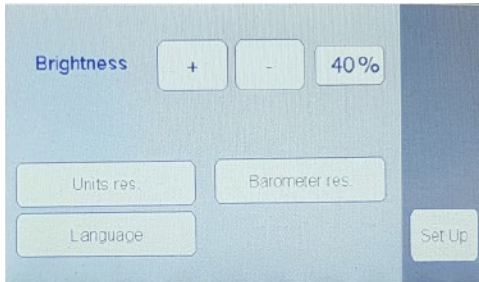 Brightness + - 40%
Units res. Barometer res.
Language Set Up